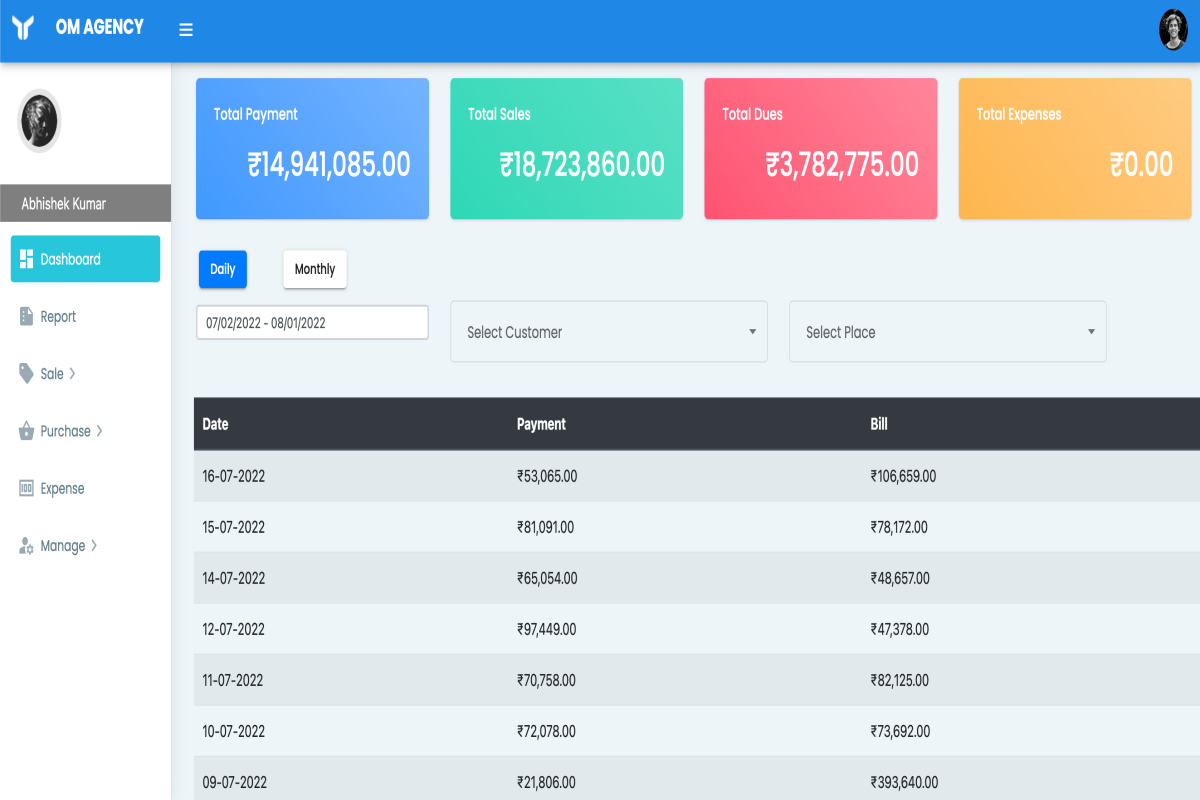 OM AGENCY
Total Payment
₹14,941,085.00
Total Sales
₹18,723,860.00
Total Dues
₹3,782,775.00
Total Expenses
₹0.00
Abhishek Kumar
Dashboard
Report
Sale
Purchase
Expense
Manage
Daily Monthly
07/02/2022 - 08/01/2022 Select Customer Select Place
Date Payment Bill
16-07-2022 ₹53,065.00 ₹106,659.00
15-07-2022 ₹81,091.00 ₹78,172.00
14-07-2022 ₹65,054.00 ₹48,657.00
12-07-2022 ₹97,449.00 ₹47,378.00
11-07-2022 ₹70,758.00 ₹82,125.00
10-07-2022 ₹72,078.00 ₹73,692.00
09-07-2022 ₹21,806.00 ₹393,640.00